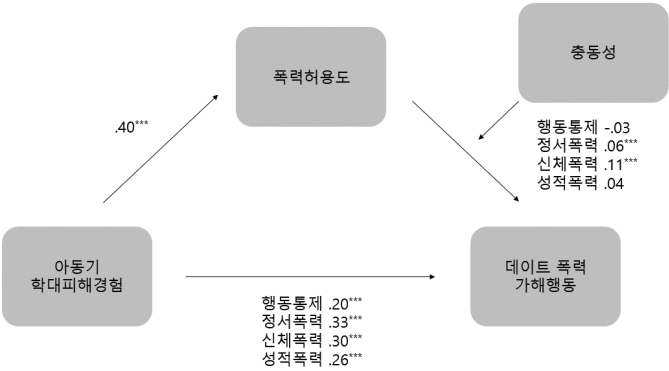 폭력허용도
충동성
.40***
행동통제 -.03
정서폭력 .06***
신체폭력 .11***
성적폭력 .04
아동기
학대피해경험
데이트 폭력
가해행동
행동통제 .20***
정서폭력 .33***
신체폭력 .30***
성적폭력 .26***